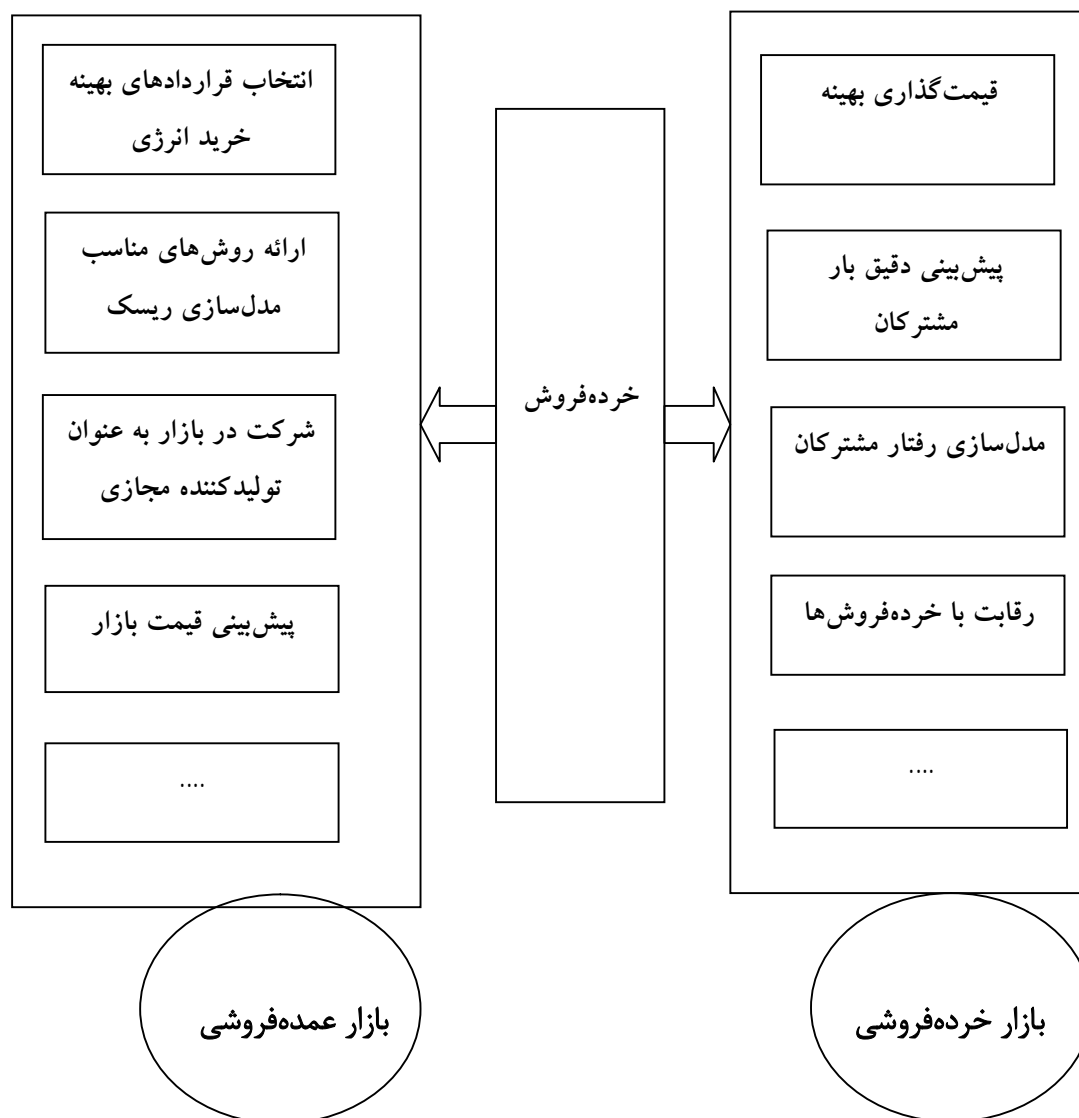 قیمت‌گذاری بهینه
پیش‌بینی دقیق بار
مشترکان
مدل‌سازی رفتار مشترکان
رقابت با خرده‌فروش‌ها
....
بازار خرده‌فروشی
خرده‌فروش
انتخاب قراردادهای بهینه
خرید انرژی
ارائه روش‌های مناسب
مدل‌سازی ریسک
شرکت در بازار به عنوان
تولیدکننده مجازی
پیش‌بینی قیمت بازار
....
بازار عمده‌فروشی